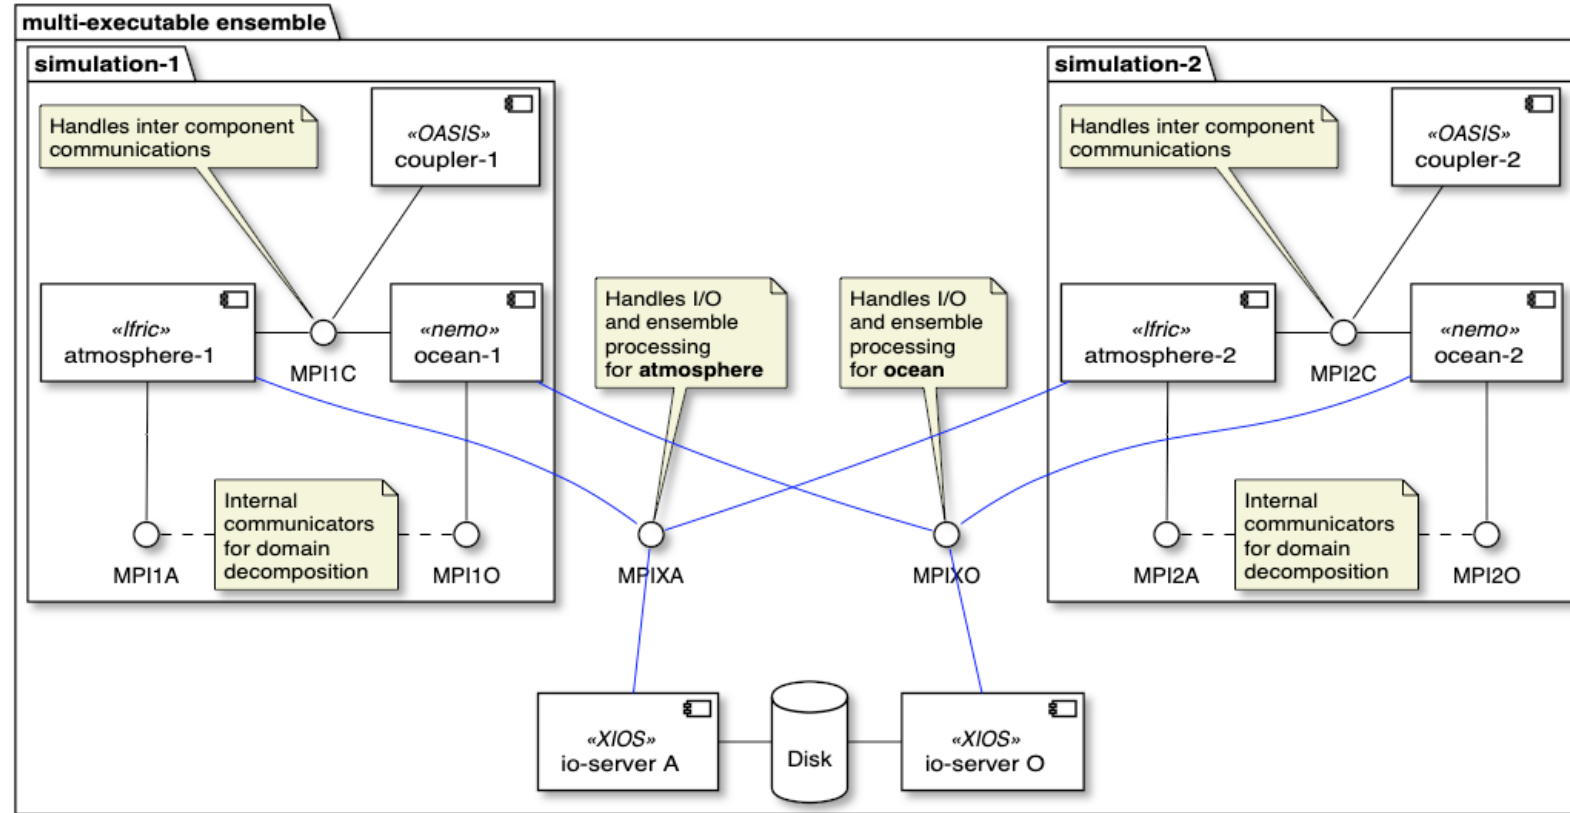 multi-executable ensemble
simulation-1
Handles inter component
communications
«OASIS»
coupler-1
«lfric»
atmosphere-1
MPI1C
«nemo»
ocean-1
Internal
communicators
for domain
decomposition
MPI1A
MPI1O
Handles I/O
and ensemble
processing
for atmosphere
Handles I/O
and ensemble
processing
for ocean
MPIXA
MPIXO
simulation-2
Handles inter component
communications
«OASIS»
coupler-2
«lfric»
atmosphere-2
MPI2C
«nemo»
ocean-2
Internal
communicators
for domain
decomposition
MPI2A
MPI2O
«XIOS»
io-server A
Disk
«XIOS»
io-server O